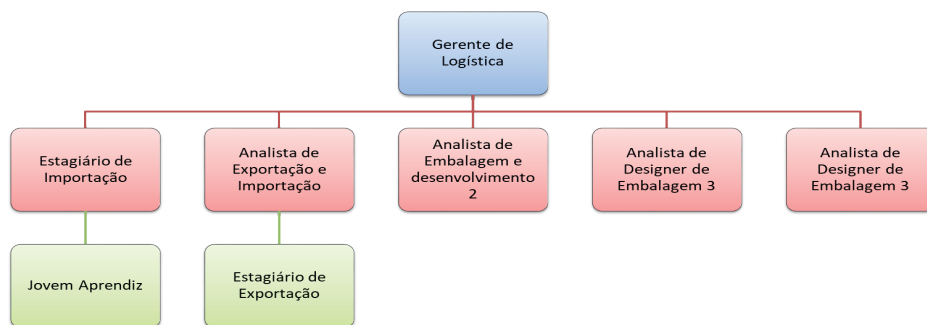 Gerente de
Logística
Estagiário de
Importação
Analista de
Exportação e
Importação
Analista de
Embalagem e
desenvolvimento
2
Analista de
Designer de
Embalagem 3
Analista de
Designer de
Embalagem 3
Jovem Aprendiz
Estagiário de
Exportação